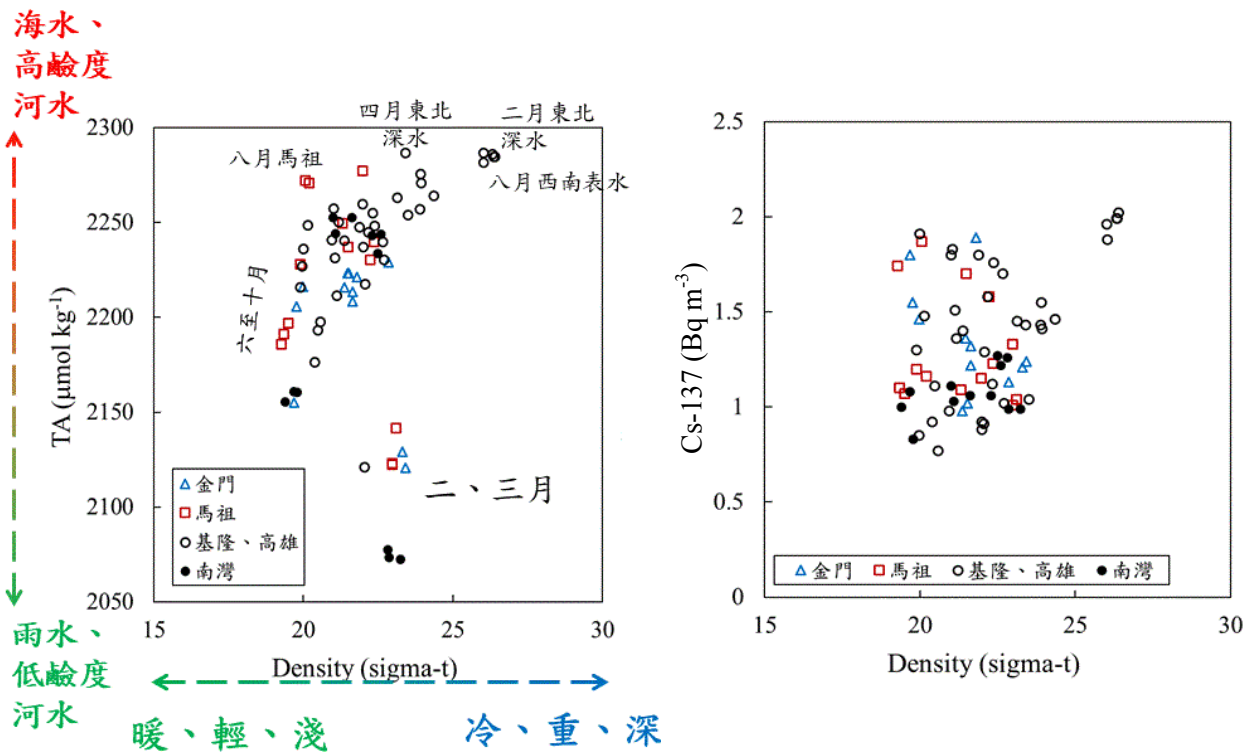 海水、
高鹼度
河水
四月東北
深水
二月東北
深水
八月馬祖
八月西南表水
六至十月
二、三月
TA (µmol kg-1)
2300
2250
2200
2150
2100
2050
金門
馬祖
基隆、高雄
南灣
15
20
25
30
Density (sigma-t)
雨水、
低鹼度
河水
暖、輕、淺
冷、重、深
Cs-137 (Bq m-3)
2.5
2
1.5
1
0.5
0
金門 馬祖 基隆、高雄 南灣
15
20
25
30
Density (sigma-t)